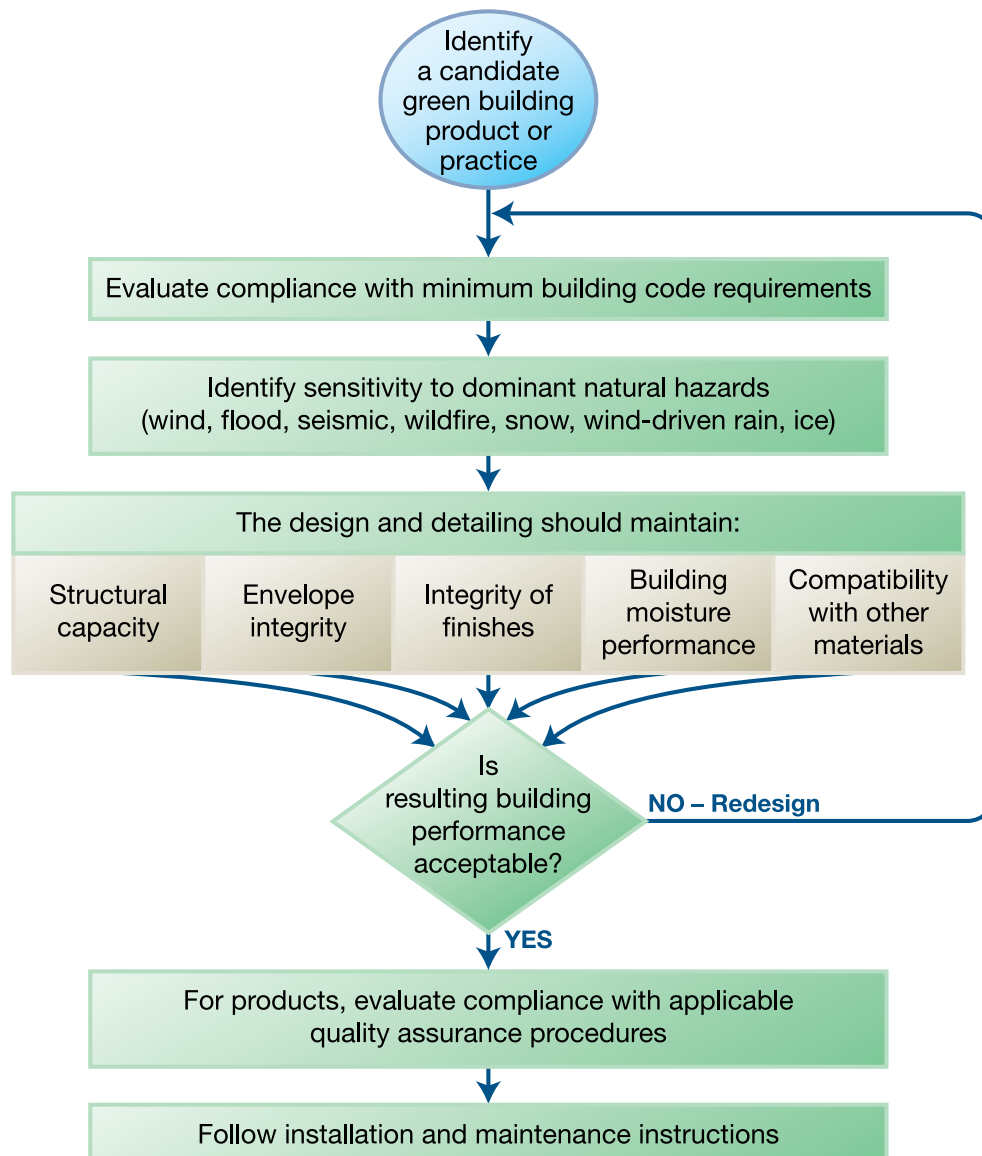 Identify
a candidate
green building
product or
practice
Evaluate compliance with minimum building code requirements
Identify sensitivity to dominant natural hazards
(wind, flood, seismic, wildfire, snow, wind-driven rain, ice)
The design and detailing should maintain:
Structural
capacity
Envelope
integrity
Integrity of
finishes
Building
moisture
performance
Compatibility
with other
materials
Is
resulting building
performance
acceptable?
NO – Redesign
YES
For products, evaluate compliance with applicable
quality assurance procedures
Follow installation and maintenance instructions